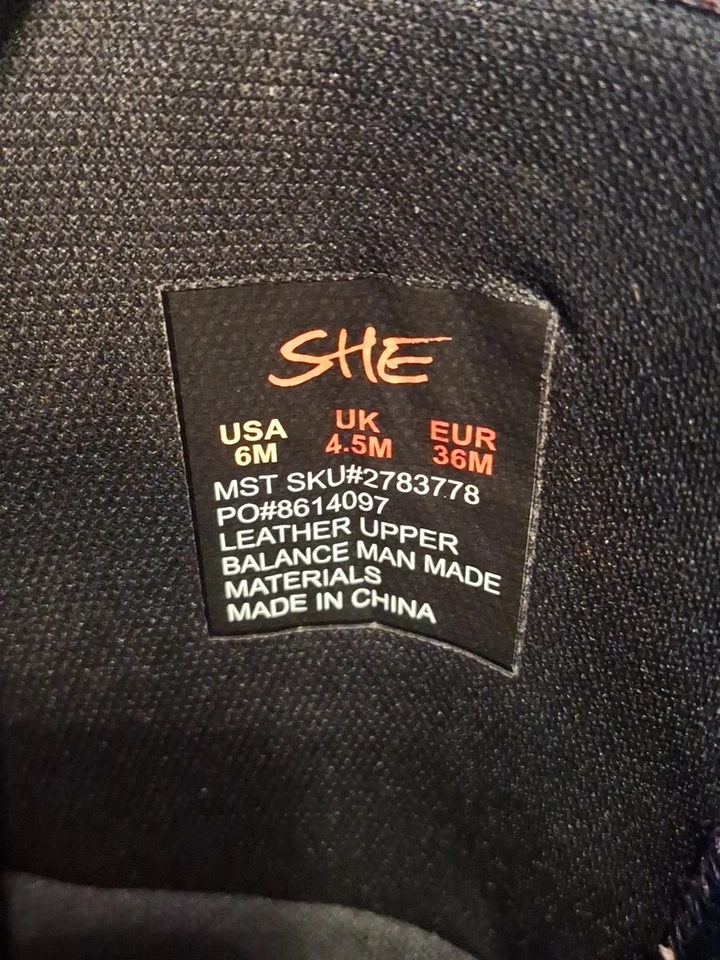 SHE
USA UK EUR
6M 4.5M 36M
MST SKU#2783778
PO#8614097
LEATHER UPPER
BALANCE MAN MADE
MATERIALS
MADE IN CHINA